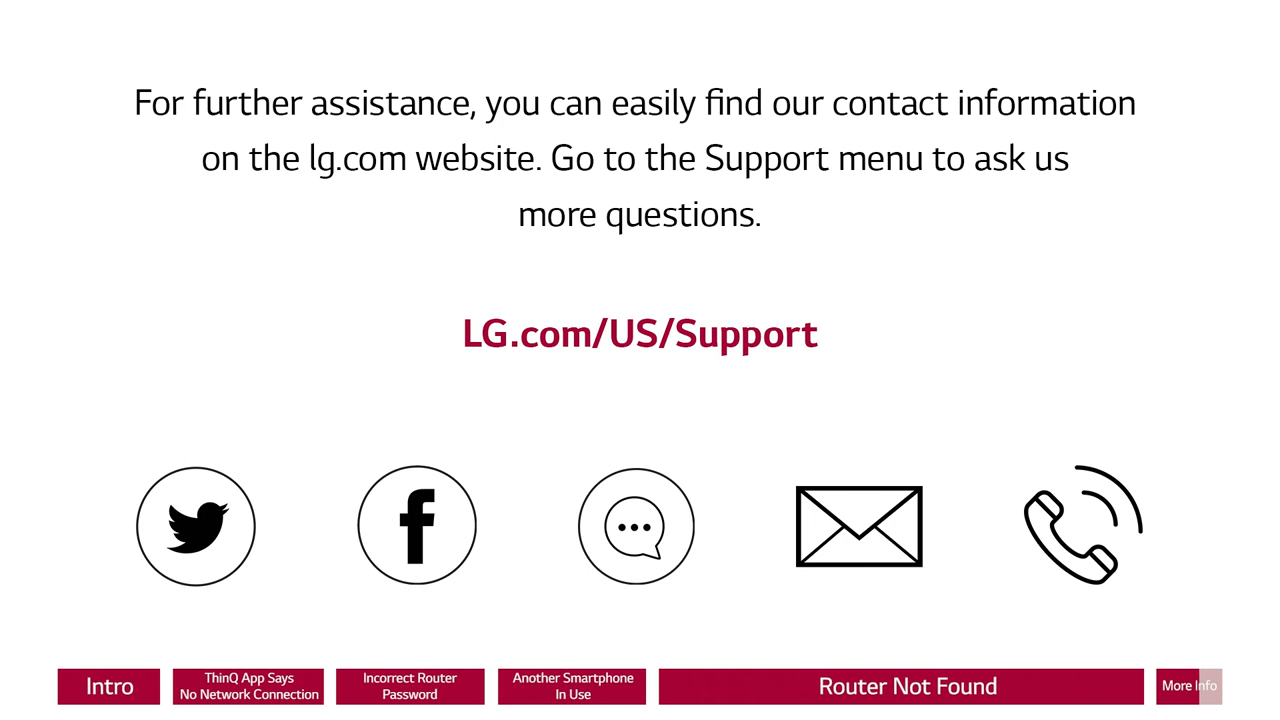 For further assistance, you can easily find our contact information
on the lg.com website. Go to the Support menu to ask us
more questions.
LG.com/US/Support
Intro
ThinQ App Says
No Network Connection
Incorrect Router
Password
Another Smartphone
In Use
Router Not Found
More Info